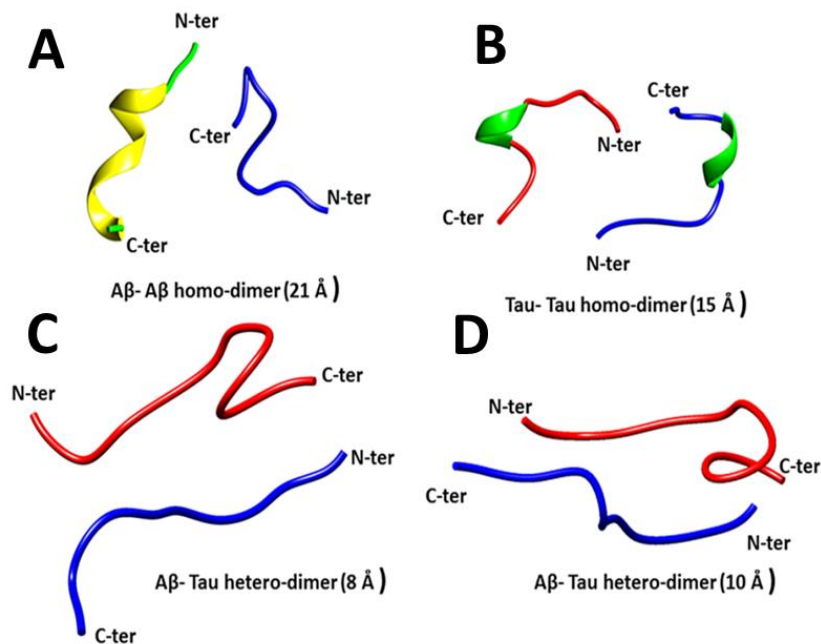 A
N-ter
C-ter
N-ter
C-ter
Aβ- Aβ homo-dimer (21 Å )
B
C-ter
N-ter
C-ter
N-ter
Tau- Tau homo-dimer (15 Å )
C
N-ter
C-ter
N-ter
C-ter
Aβ- Tau hetero-dimer (8 Å )
D
N-ter
C-ter
C-ter
N-ter
Aβ- Tau hetero-dimer (10 Å )